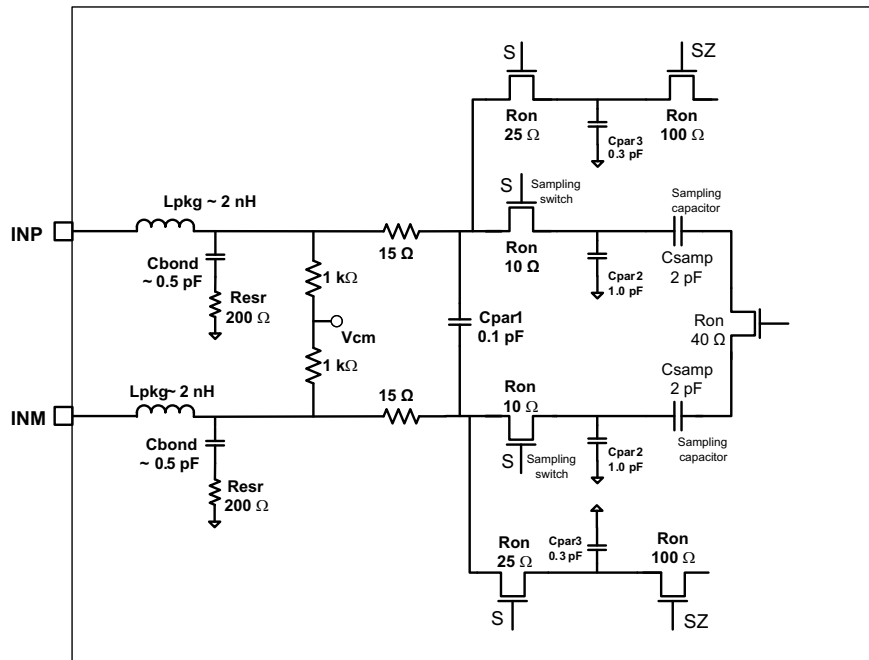 S
SZ
Ron
25 Ω
Cpar3
0.3 pF
Ron
100 Ω
S
Sampling
switch
Sampling
capacitor
Lpkg ~ 2 nH
INP
15 Ω
Ron
10 Ω
Cpar2
1.0 pF
Csamp
2 pF
Cbond
~ 0.5 pF
Resr
200 Ω
1 kΩ
Vcm
Cpar1
0.1 pF
Ron
40 Ω
1 kΩ
Csamp
2 pF
Lpkg~ 2 nH
15 Ω
Ron
10 Ω
INM
Sampling
capacitor
Cbond
~ 0.5 pF
S
Sampling
switch
Cpar2
1.0 pF
Resr
200 Ω
Ron
25 Ω
Cpar3
0.3 pF
Ron
100 Ω
S
SZ